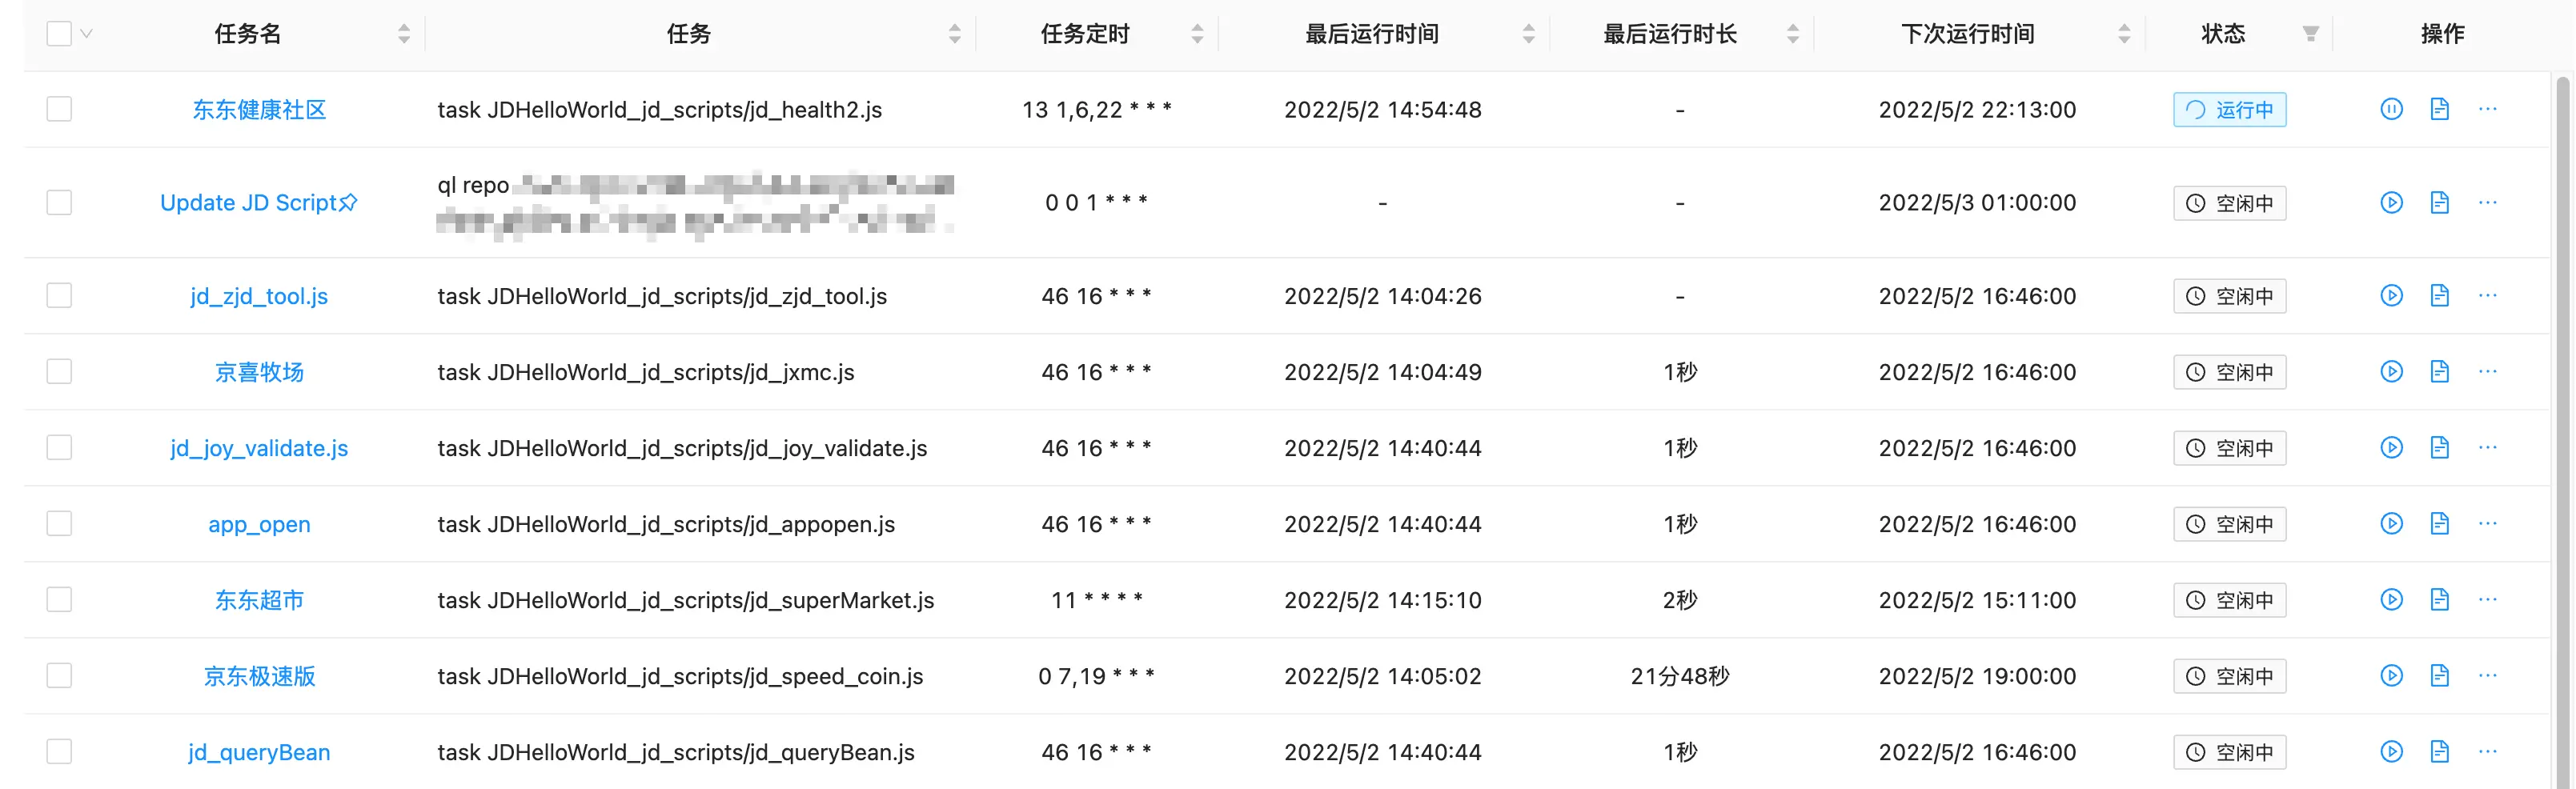 任务名 任务 任务定时 最后运行时间 最后运行时长 下次运行时间 状态 操作
东东健康社区 task JDHelloWorld_jd_scripts/jd_health2.js 13 1,6,22 * * * 2022/5/2 14:54:48 - 2022/5/2 22:13:00 运行中
Update JD Script ql repo 0 0 1 * * * - - 2022/5/3 01:00:00 空闲中
jd_zjd_tool.js task JDHelloWorld_jd_scripts/jd_zjd_tool.js 46 16 * * * 2022/5/2 14:04:26 - 2022/5/2 16:46:00 空闲中
京喜牧场 task JDHelloWorld_jd_scripts/jd_jxmc.js 46 16 * * * 2022/5/2 14:04:49 1秒 2022/5/2 16:46:00 空闲中
jd_joy_validate.js task JDHelloWorld_jd_scripts/jd_joy_validate.js 46 16 * * * 2022/5/2 14:40:44 1秒 2022/5/2 16:46:00 空闲中
app_open task JDHelloWorld_jd_scripts/jd_appopen.js 46 16 * * * 2022/5/2 14:40:44 1秒 2022/5/2 16:46:00 空闲中
东东超市 task JDHelloWorld_jd_scripts/jd_superMarket.js 11 * * * * 2022/5/2 14:15:10 2秒 2022/5/2 15:11:00 空闲中
京东极速版 task JDHelloWorld_jd_scripts/jd_speed_coin.js 0 7,19 * * * 2022/5/2 14:05:02 21分48秒 2022/5/2 19:00:00 空闲中
jd_queryBean task JDHelloWorld_jd_scripts/jd_queryBean.js 46 16 * * * 2022/5/2 14:40:44 1秒 2022/5/2 16:46:00 空闲中